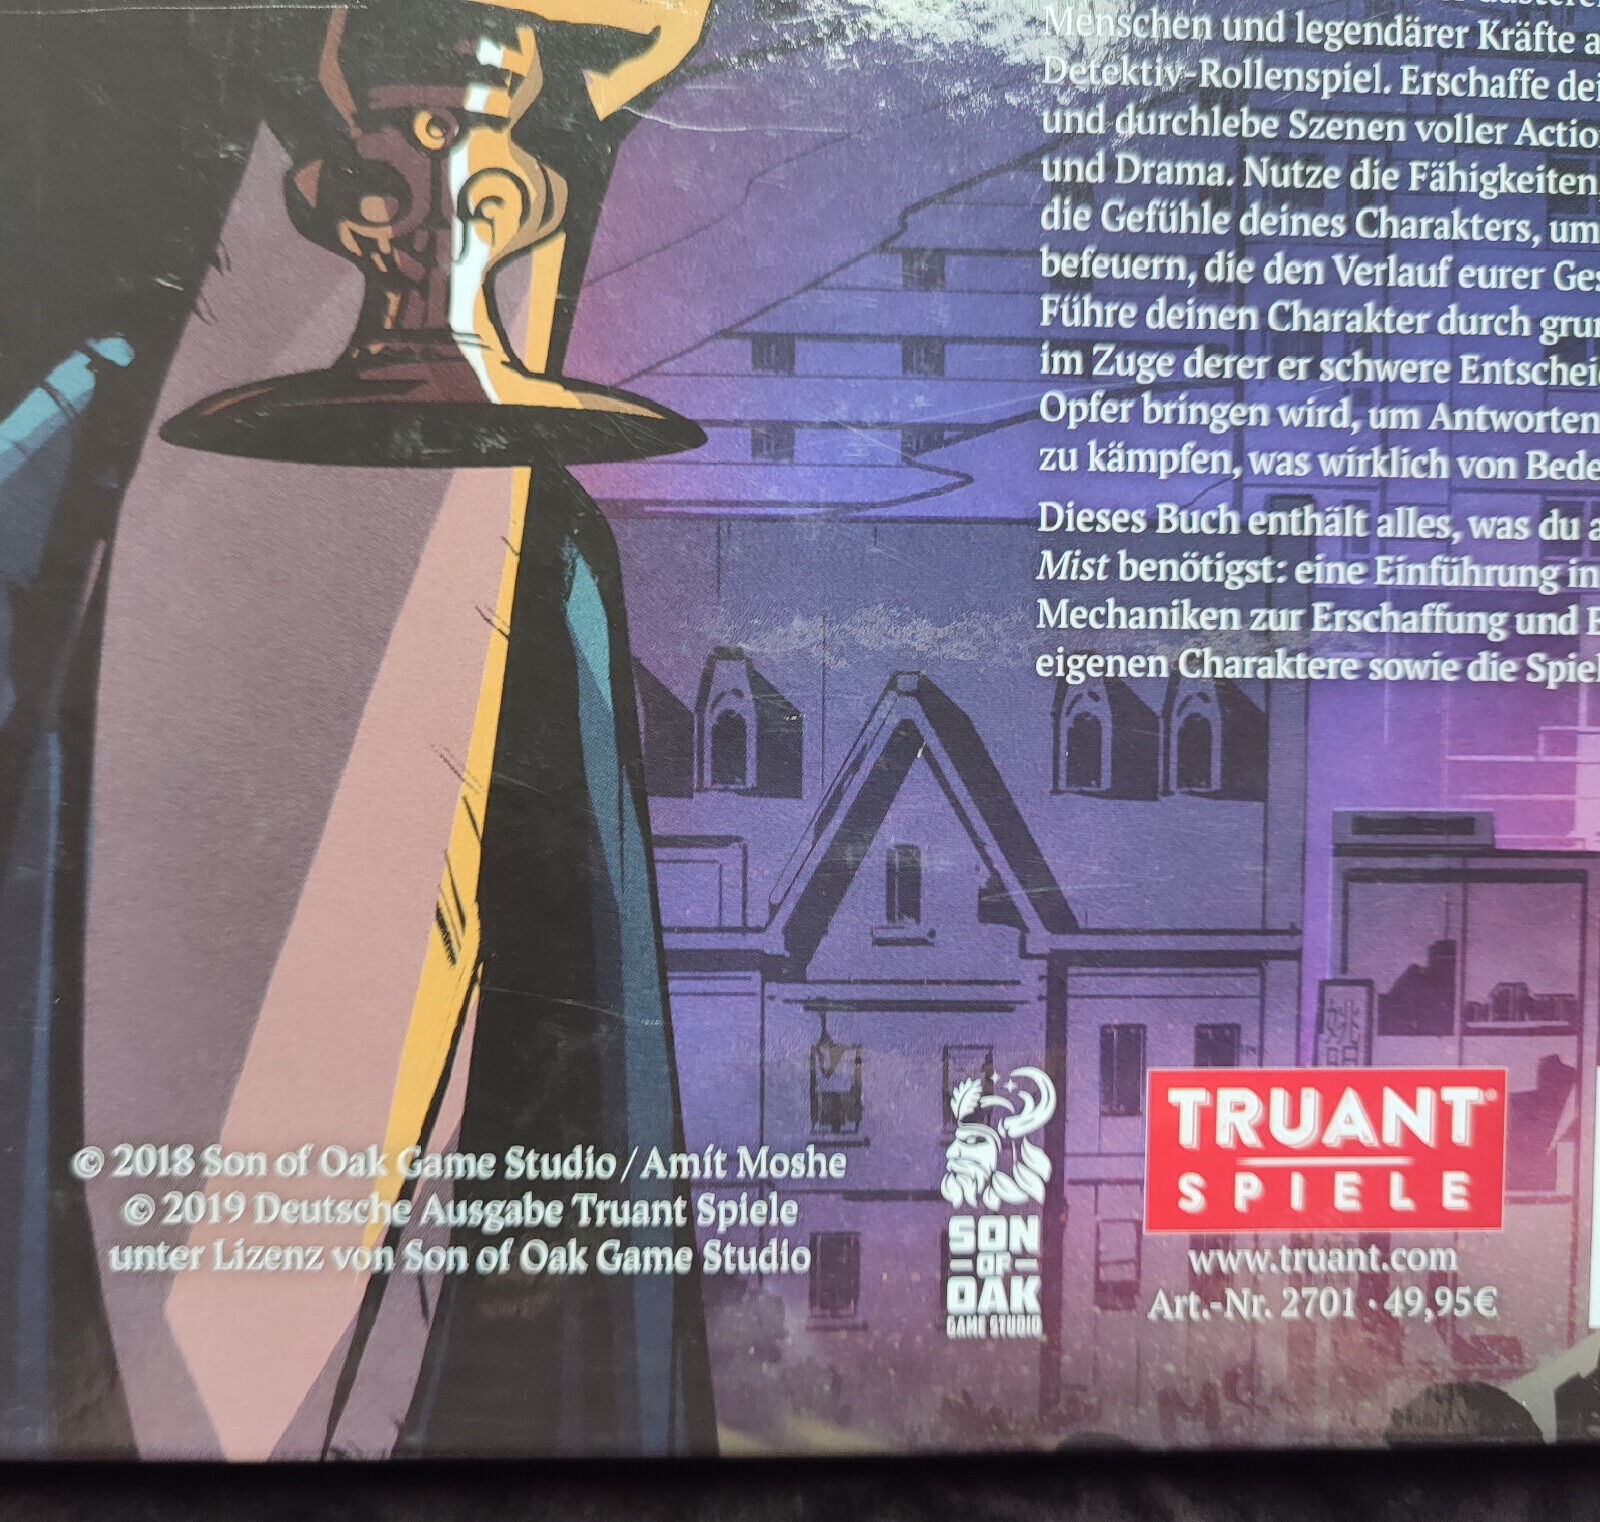 Menschen und legendärer Kräfte
Detektiv-Rollenspiel. Erschaffe
und durchlebe Szenen voller
und Drama. Nutze die Fähigkeiten,
die Gefühle deines Charakters, um
befeuern, die den Verlauf eurer
Führe deinen Charakter durch
im Zuge derer er schwere
Opfer bringen wird, um Antworten
zu kämpfen, was wirklich von
Dieses Buch enthält alles, was du
Mist benötigst: eine Einführung in
Mechaniken zur Erschaffung und
eigenen Charaktere sowie die
© 2018 Son of Oak Game Studio / Amít Moshe
© 2019 Deutsche Ausgabe Truant Spiele
unter Lizenz von Son of Oak Game Studio
SON
OF
OAK
GAME STUDIO
TRUANT®
SPIELE
www.truant.com
Art.-Nr. 2701 · 49,95€